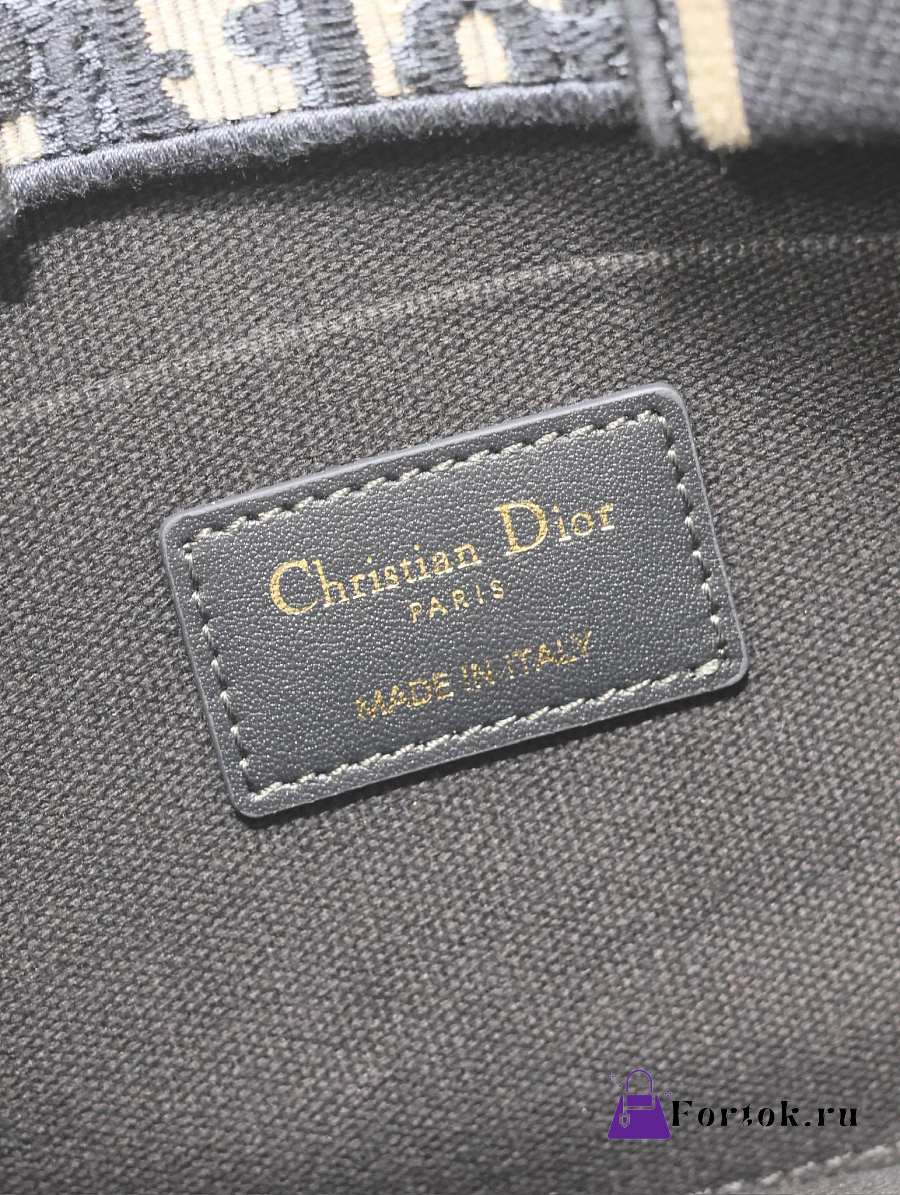 Christian Dior
PARIS
MADE IN ITALY
Fortok.ru